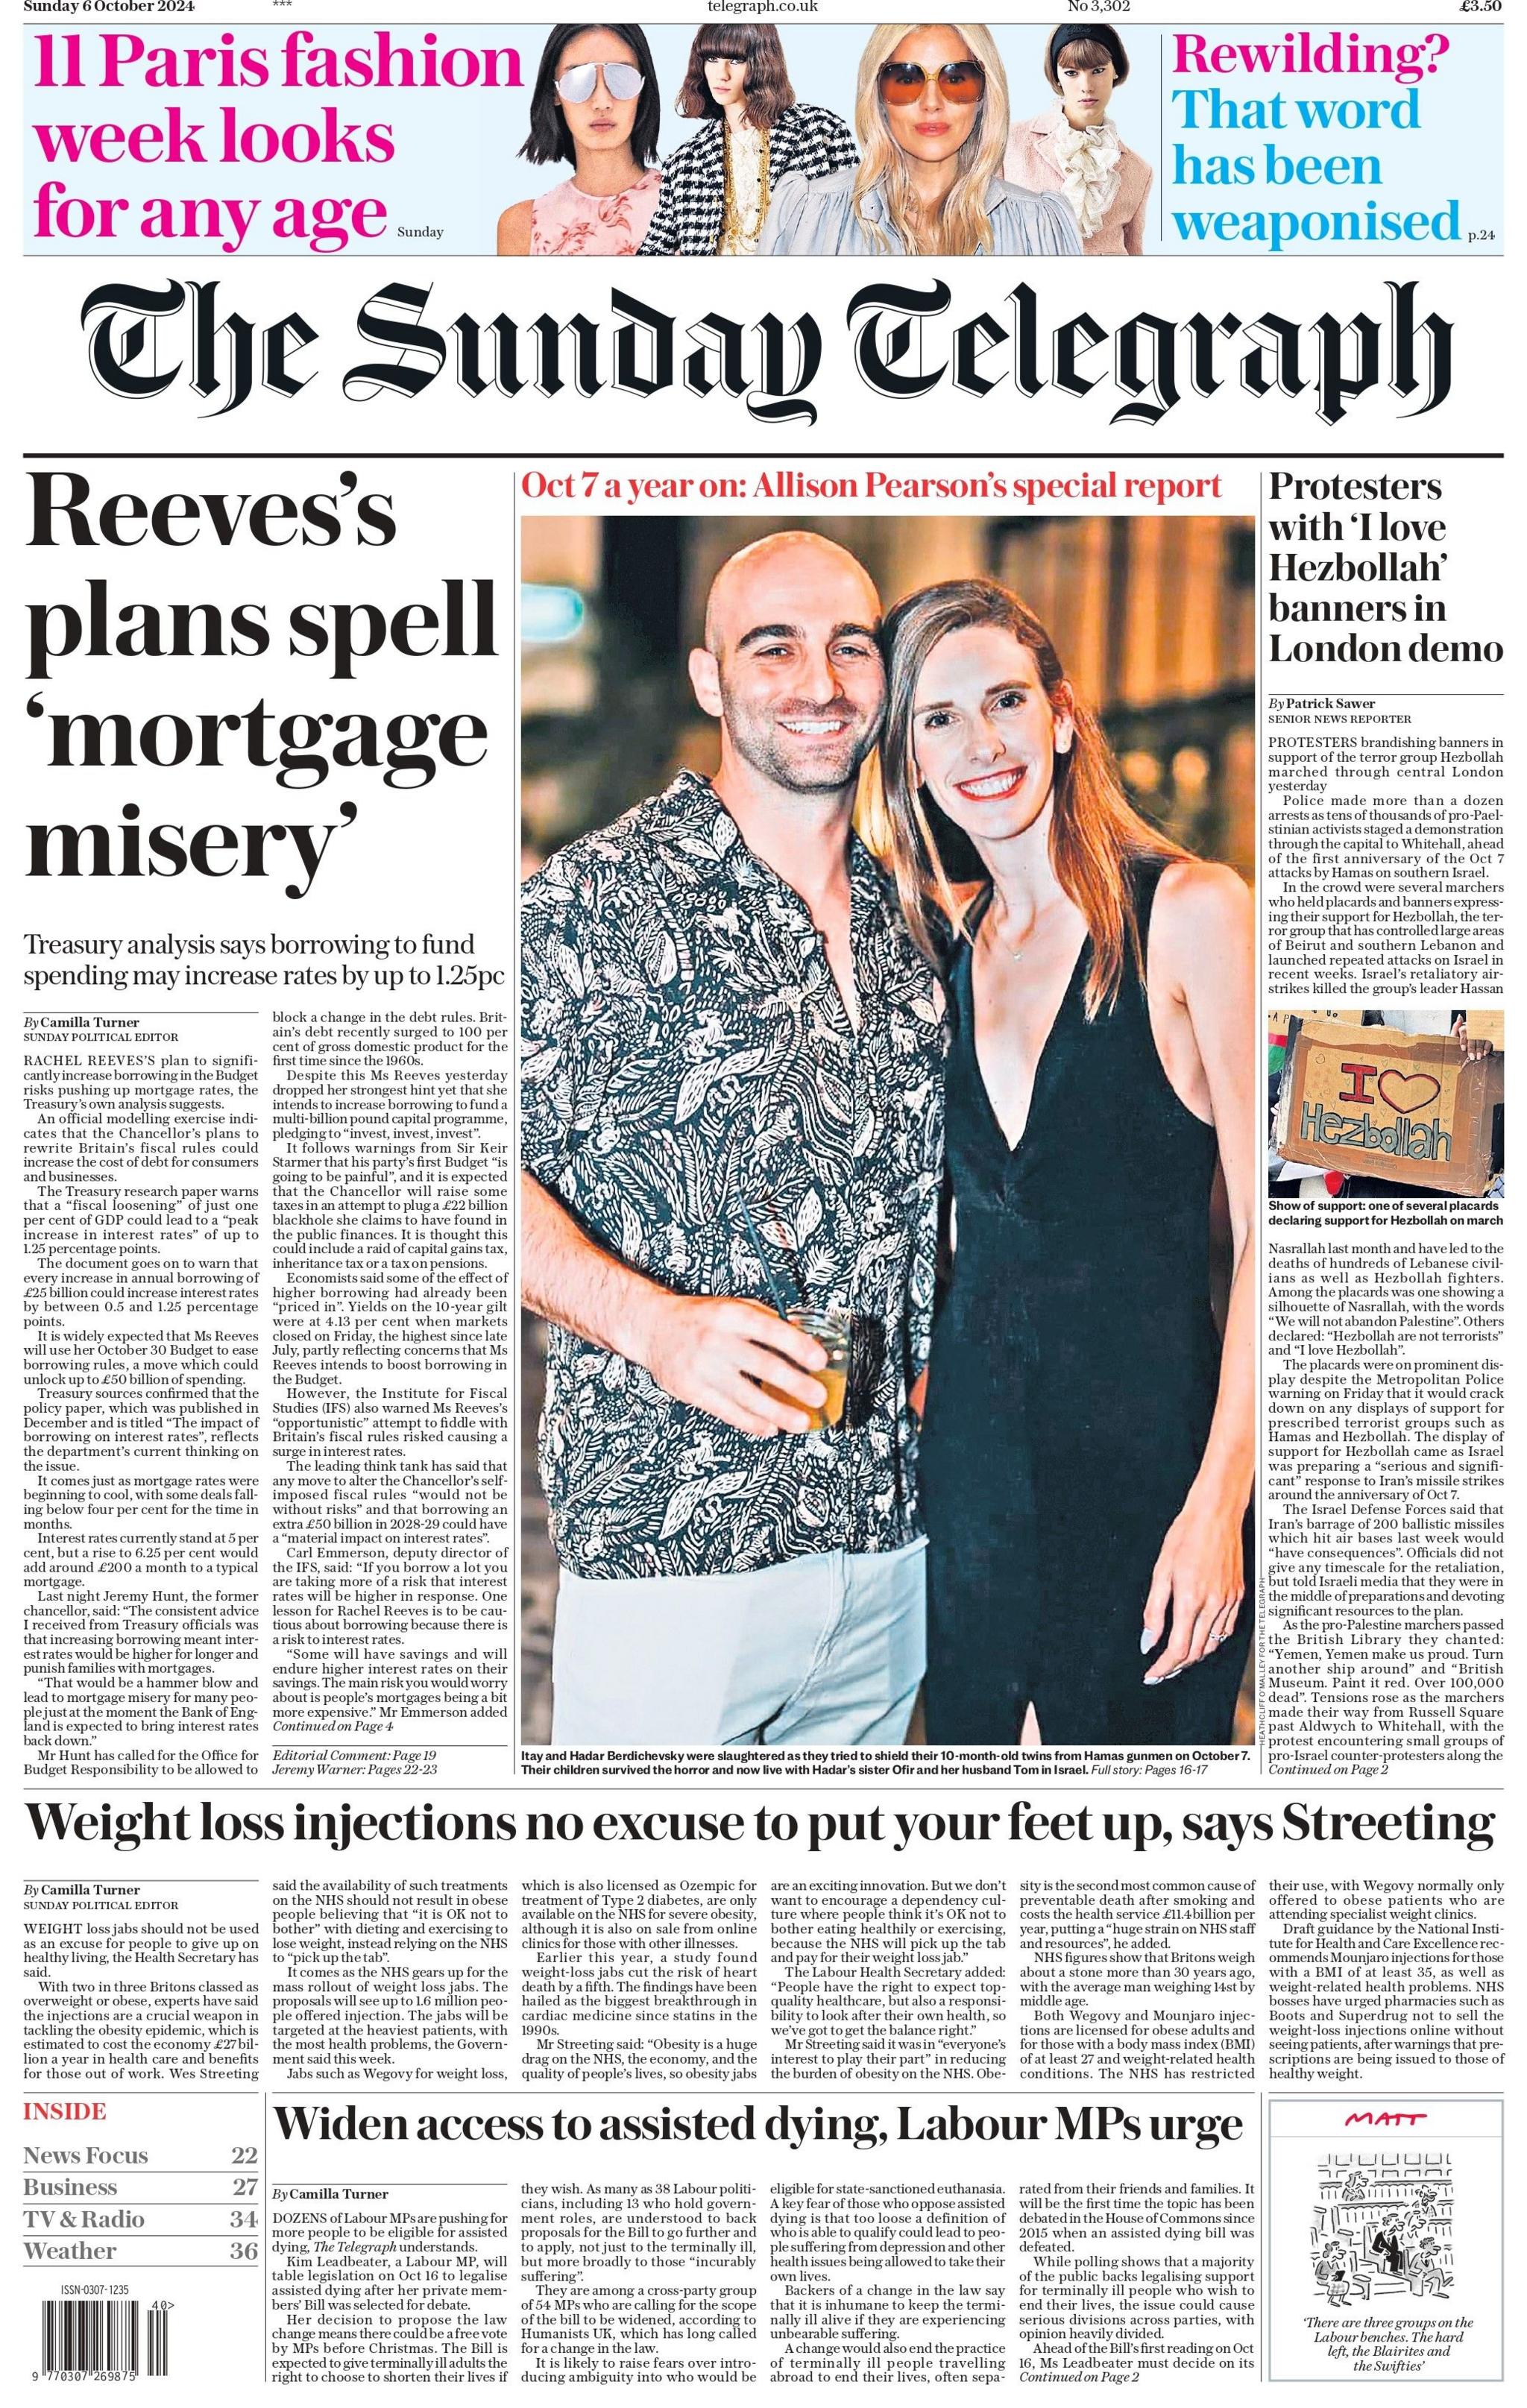 Sunday 6 October 2024
***
telegraph.co.uk
No 3,302
£3.50
11 Paris fashion
week looks
for any age Sunday
Rewilding?
That word
has been
weaponised p.24
The Sunday Telegraph
Reeves's
plans spell
‘mortgage
misery’
Treasury analysis says borrowing to fund
spending may increase rates by up to 1.25pc
By Camilla Turner
SUNDAY POLITICAL EDITOR
RACHEL REEVES'S plan to signifi-
cantly increase borrowing in the Budget
risks pushing up mortgage rates, the
Treasury's own analysis suggests.
An official modelling exercise indi-
cates that the Chancellor's plans to
rewrite Britain's fiscal rules could
increase the cost of debt for consumers
and businesses.
The Treasury research paper warns
that a “fiscal loosening” of just one
per cent of GDP could lead to a “peak
increase in interest rates” of up to
1.25 percentage points.
The document goes on to warn that
every increase in annual borrowing of
£25 billion could increase interest rates
by between 0.5 and 1.25 percentage
points.
It is widely expected that Ms Reeves
will use her October 30 Budget to ease
borrowing rules, a move which could
unlock up to £50 billion of spending.
Treasury sources confirmed that the
policy paper, which was published in
December and is titled “The impact of
borrowing on interest rates”, reflects
the department's current thinking on
the issue.
It comes just as mortgage rates were
beginning to cool, with some deals fall-
ing below four per cent for the time in
months.
Interest rates currently stand at 5 per
cent, but a rise to 6.25 per cent would
add around £200 a month to a typical
mortgage.
Last night Jeremy Hunt, the former
chancellor, said: “The consistent advice
I received from Treasury officials was
that increasing borrowing meant inter-
est rates would be higher for longer and
punish families with mortgages.
“That would be a hammer blow and
lead to mortgage misery for many peo-
ple just at the moment the Bank of Eng-
land is expected to bring interest rates
back down.”
Mr Hunt has called for the Office for
Budget Responsibility to be allowed to
block a change in the debt rules. Brit-
ain's debt recently surged to 100 per
cent of gross domestic product for the
first time since the 1960s.
Despite this Ms Reeves yesterday
dropped her strongest hint yet that she
intends to increase borrowing to fund a
multi-billion pound capital programme,
pledging to “invest, invest, invest”.
It follows warnings from Sir Keir
Starmer that his party's first Budget “is
going to be painful”, and it is expected
that the Chancellor will raise some
taxes in an attempt to plug a £22 billion
blackhole she claims to have found in
the public finances. It is thought this
could include a raid of capital gains tax,
inheritance tax or a tax on pensions.
Economists said some of the effect of
higher borrowing had already been
“priced in”. Yields on the 10-year gilt
were at 4.13 per cent when markets
closed on Friday, the highest since late
July, partly reflecting concerns that Ms
Reeves intends to boost borrowing in
the Budget.
However, the Institute for Fiscal
Studies (IFS) also warned Ms Reeves's
“opportunistic” attempt to fiddle with
Britain's fiscal rules risked causing a
surge in interest rates.
The leading think tank has said that
any move to alter the Chancellor's self-
imposed fiscal rules “would not be
without risks” and that borrowing an
extra £50 billion in 2028-29 could have
a “material impact on interest rates”.
Carl Emmerson, deputy director of
the IFS, said: “If you borrow a lot you
are taking more of a risk that interest
rates will be higher in response. One
lesson for Rachel Reeves is to be cau-
tious about borrowing because there is
a risk to interest rates.
“Some will have savings and will
endure higher interest rates on their
savings. The main risk you would worry
about is people's mortgages being a bit
more expensive.” Mr Emmerson added
Continued on Page 4
Editorial Comment: Page 19
Jeremy Warner: Pages 22-23
Oct 7 a year on: Allison Pearson's special report
HEATHCLIFF O'MALLEY FOR THE TELEGRAPH
Itay and Hadar Berdichevsky were slaughtered as they tried to shield their 10-month-old twins from Hamas gunmen on October 7.
Their children survived the horror and now live with Hadar's sister Ofir and her husband Tom in Israel. Full story: Pages 16-17
Protesters
with ‘I love
Hezbollah’
banners in
London demo
By Patrick Sawer
SENIOR NEWS REPORTER
PROTESTERS brandishing banners in
support of the terror group Hezbollah
marched through central London
yesterday
Police made more than a dozen
arrests as tens of thousands of pro-Pael-
stinian activists staged a demonstration
through the capital to Whitehall, ahead
of the first anniversary of the Oct 7
attacks by Hamas on southern Israel.
In the crowd were several marchers
who held placards and banners express-
ing their support for Hezbollah, the ter-
ror group that has controlled large areas
of Beirut and southern Lebanon and
launched repeated attacks on Israel in
recent weeks. Israel's retaliatory air-
strikes killed the group's leader Hassan
I
Hezbollah
Show of support: one of several placards
declaring support for Hezbollah on march
Nasrallah last month and have led to the
deaths of hundreds of Lebanese civil-
ians as well as Hezbollah fighters.
Among the placards was one showing a
silhouette of Nasrallah, with the words
“We will not abandon Palestine”. Others
declared: “Hezbollah are not terrorists”
and “I love Hezbollah”.
The placards were on prominent dis-
play despite the Metropolitan Police
warning on Friday that it would crack
down on any displays of support for
prescribed terrorist groups such as
Hamas and Hezbollah. The display of
support for Hezbollah came as Israel
was preparing a “serious and signifi-
cant” response to Iran's missile strikes
around the anniversary of Oct 7.
The Israel Defense Forces said that
Iran's barrage of 200 ballistic missiles
which hit air bases last week would
“have consequences”. Officials did not
give any timescale for the retaliation,
but told Israeli media that they were in
the middle of preparations and devoting
significant resources to the plan.
As the pro-Palestine marchers passed
the British Library they chanted:
“Yemen, Yemen make us proud. Turn
another ship around” and “British
Museum. Paint it red. Over 100,000
dead”. Tensions rose as the marchers
made their way from Russell Square
past Aldwych to Whitehall, with the
protest encountering small groups of
pro-Israel counter-protesters along the
Continued on Page 2
Weight loss injections no excuse to put your feet up, says Streeting
By Camilla Turner
SUNDAY POLITICAL EDITOR
WEIGHT loss jabs should not be used
as an excuse for people to give up on
healthy living, the Health Secretary has
said.
With two in three Britons classed as
overweight or obese, experts have said
the injections are a crucial weapon in
tackling the obesity epidemic, which is
estimated to cost the economy £27 bil-
lion a year in health care and benefits
for those out of work. Wes Streeting
said the availability of such treatments
on the NHS should not result in obese
people believing that “it is OK not to
bother” with dieting and exercising to
lose weight, instead relying on the NHS
to “pick up the tab”.
It comes as the NHS gears up for the
mass rollout of weight loss jabs. The
proposals will see up to 1.6 million peo-
ple offered injection. The jabs will be
targeted at the heaviest patients, with
the most health problems, the Govern-
ment said this week.
Jabs such as Wegovy for weight loss,
which is also licensed as Ozempic for
treatment of Type 2 diabetes, are only
available on the NHS for severe obesity,
although it is also on sale from online
clinics for those with other illnesses.
Earlier this year, a study found
weight-loss jabs cut the risk of heart
death by a fifth. The findings have been
hailed as the biggest breakthrough in
cardiac medicine since statins in the
1990s.
Mr Streeting said: “Obesity is a huge
drag on the NHS, the economy, and the
quality of people's lives, so obesity jabs
are an exciting innovation. But we don't
want to encourage a dependency cul-
ture where people think it's OK not to
bother eating healthily or exercising,
because the NHS will pick up the tab
and pay for their weight loss jab.”
The Labour Health Secretary added:
“People have the right to expect top-
quality healthcare, but also a responsi-
bility to look after their own health, so
we've got to get the balance right.”
Mr Streeting said it was in “everyone's
interest to play their part” in reducing
the burden of obesity on the NHS. Obe-
sity is the second most common cause of
preventable death after smoking and
costs the health service £11.4 billion per
year, putting a “huge strain on NHS staff
and resources”, he added.
NHS figures show that Britons weigh
about a stone more than 30 years ago,
with the average man weighing 14st by
middle age.
Both Wegovy and Mounjaro injec-
tions are licensed for obese adults and
for those with a body mass index (BMI)
of at least 27 and weight-related health
conditions. The NHS has restricted
their use, with Wegovy normally only
offered to obese patients who are
attending specialist weight clinics.
Draft guidance by the National Insti-
tute for Health and Care Excellence rec-
ommends Mounjaro injections for those
with a BMI of at least 35, as well as
weight-related health problems. NHS
bosses have urged pharmacies such as
Boots and Superdrug not to sell the
weight-loss injections online without
seeing patients, after warnings that pre-
scriptions are being issued to those of
healthy weight.
INSIDE
News Focus 22
Business 27
TV & Radio 34
Weather 36
ISSN-0307-1235
40>
9 770307 269875
Widen access to assisted dying, Labour MPs urge
By Camilla Turner
DOZENS of Labour MPs are pushing for
more people to be eligible for assisted
dying, The Telegraph understands.
Kim Leadbeater, a Labour MP, will
table legislation on Oct 16 to legalise
assisted dying after her private mem-
bers' Bill was selected for debate.
Her decision to propose the law
change means there could be a free vote
by MPs before Christmas. The Bill is
expected to give terminally ill adults the
right to choose to shorten their lives if
they wish. As many as 38 Labour politi-
cians, including 13 who hold govern-
ment roles, are understood to back
proposals for the Bill to go further and
to apply, not just to the terminally ill,
but more broadly to those “incurably
suffering”.
They are among a cross-party group
of 54 MPs who are calling for the scope
of the bill to be widened, according to
Humanists UK, which has long called
for a change in the law.
It is likely to raise fears over intro-
ducing ambiguity into who would be
eligible for state-sanctioned euthanasia.
A key fear of those who oppose assisted
dying is that too loose a definition of
who is able to qualify could lead to peo-
ple suffering from depression and other
health issues being allowed to take their
own lives.
Backers of a change in the law say
that it is inhumane to keep the termi-
nally ill alive if they are experiencing
unbearable suffering.
A change would also end the practice
of terminally ill people travelling
abroad to end their lives, often sepa-
rated from their friends and families. It
will be the first time the topic has been
debated in the House of Commons since
2015 when an assisted dying bill was
defeated.
While polling shows that a majority
of the public backs legalising support
for terminally ill people who wish to
end their lives, the issue could cause
serious divisions across parties, with
opinion heavily divided.
Ahead of the Bill's first reading on Oct
16, Ms Leadbeater must decide on its
Continued on Page 2
MATT
‘There are three groups on the
Labour benches. The hard
left, the Blairites and
the Swifties’